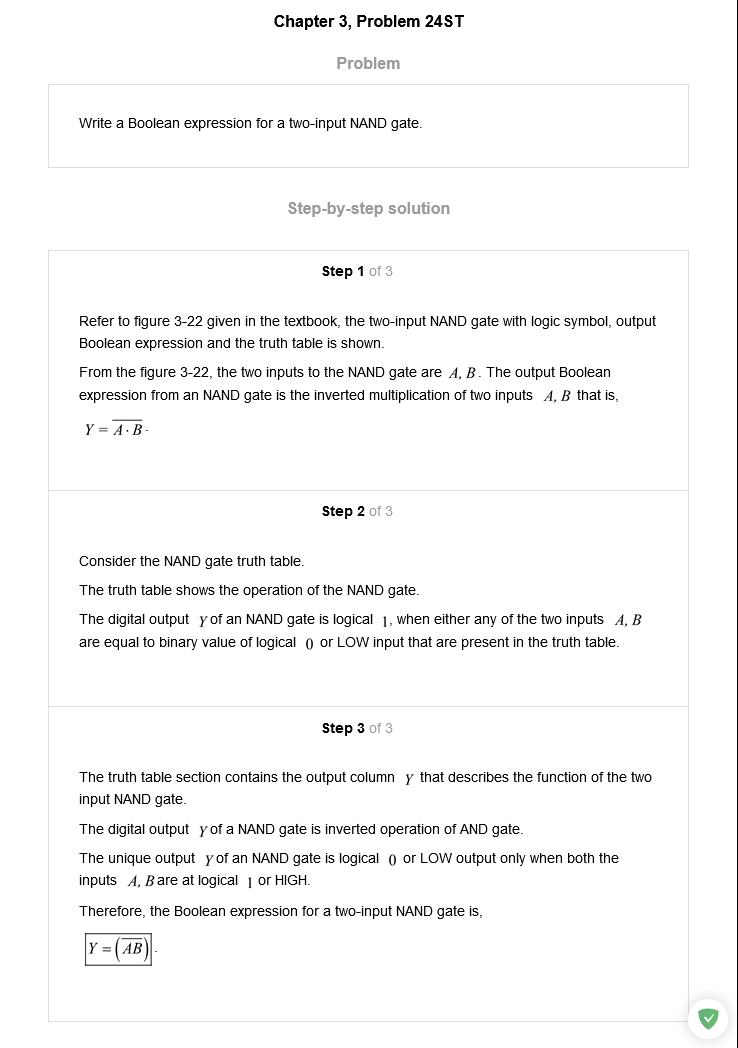 Chapter 3, Problem 24ST
Problem
Write a Boolean expression for a two-input NAND gate.
Step-by-step solution
Step 1 of 3
Refer to figure 3-22 given in the textbook, the two-input NAND gate with logic symbol, output
Boolean expression and the truth table is shown.
From the figure 3-22, the two inputs to the NAND gate are A, B. The output Boolean
expression from an NAND gate is the inverted multiplication of two inputs A, B that is,
Y = \overline{A · B}.
Step 2 of 3
Consider the NAND gate truth table.
The truth table shows the operation of the NAND gate.
The digital output Y of an NAND gate is logical 1, when either any of the two inputs A, B
are equal to binary value of logical 0 or LOW input that are present in the truth table.
Step 3 of 3
The truth table section contains the output column Y that describes the function of the two
input NAND gate.
The digital output Y of a NAND gate is inverted operation of AND gate.
The unique output Y of an NAND gate is logical 0 or LOW output only when both the
inputs A, B are at logical 1 or HIGH.
Therefore, the Boolean expression for a two-input NAND gate is,
Y = (\overline{AB}).